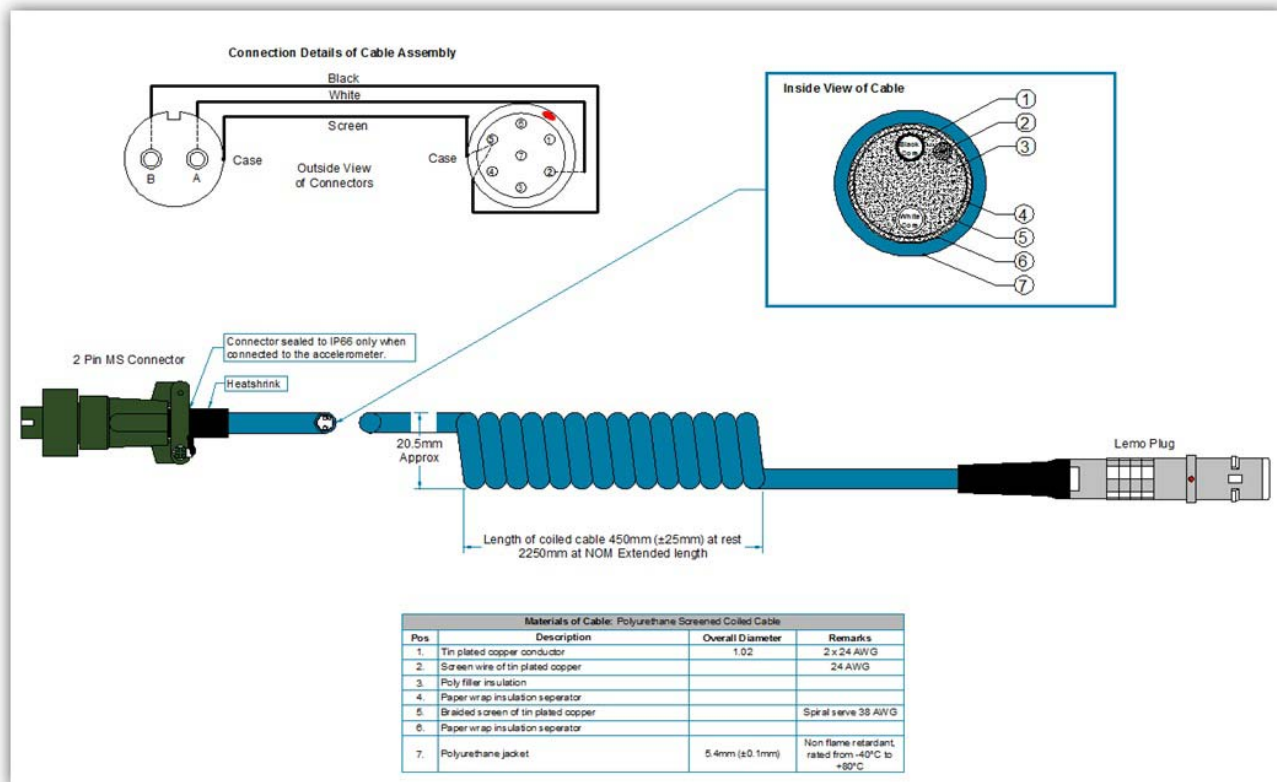 Connection Details of Cable Assembly
Black
White
Screen
Case
Case
B
A
Outside View
of Connectors
6
5
1
7
4
2
3
Inside View of Cable
Black
Core
White
Core
1
2
3
4
5
6
7
2 Pin MS Connector
Connector sealed to IP66 only when
connected to the accelerometer.
Heatshrink
20.5mm
Approx
Lemo Plug
Length of coiled cable 450mm (±25mm) at rest
2250mm at NOM Extended length
Materials of Cable: Polyurethane Screened Coiled Cable
Pos Description Overall Diameter Remarks
1. Tin plated copper conductor 1.02 2 x 24 AWG
2. Screen wire of tin plated copper 24 AWG
3. Poly filler insulation
4. Paper wrap insulation seperator
5. Braided screen of tin plated copper Spiral serve 38 AWG
6. Paper wrap insulation seperator
7. Polyurethane jacket 5.4mm (±0.1mm) Non flame retardant,
rated from -40°C to
+80°C